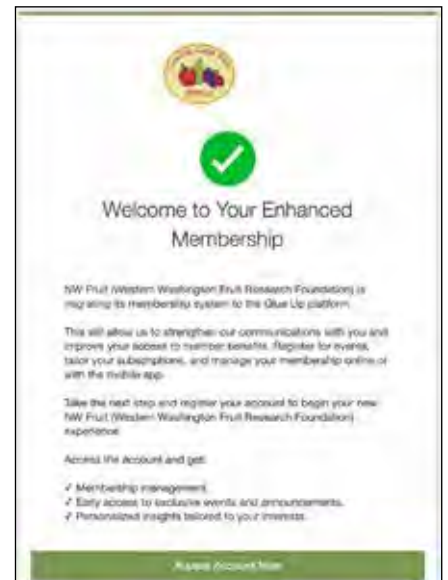 Welcome to Your Enhanced
Membership
NW Fruit (Western Washington Fruit Research Foundation) is
migrating its membership system to the Glue Up platform.
This will allow us to strengthen our communications with you and
improve your access to member benefits. Register for events,
tailor your subscriptions, and manage your membership online or
with the mobile app.
Take the next step and register your account to begin your new
NW Fruit (Western Washington Fruit Research Foundation)
experience.
Access the account and get:
✓ Membership management.
✓ Early access to exclusive events and announcements.
✓ Personalized insights tailored to your interests.
Access Account Now